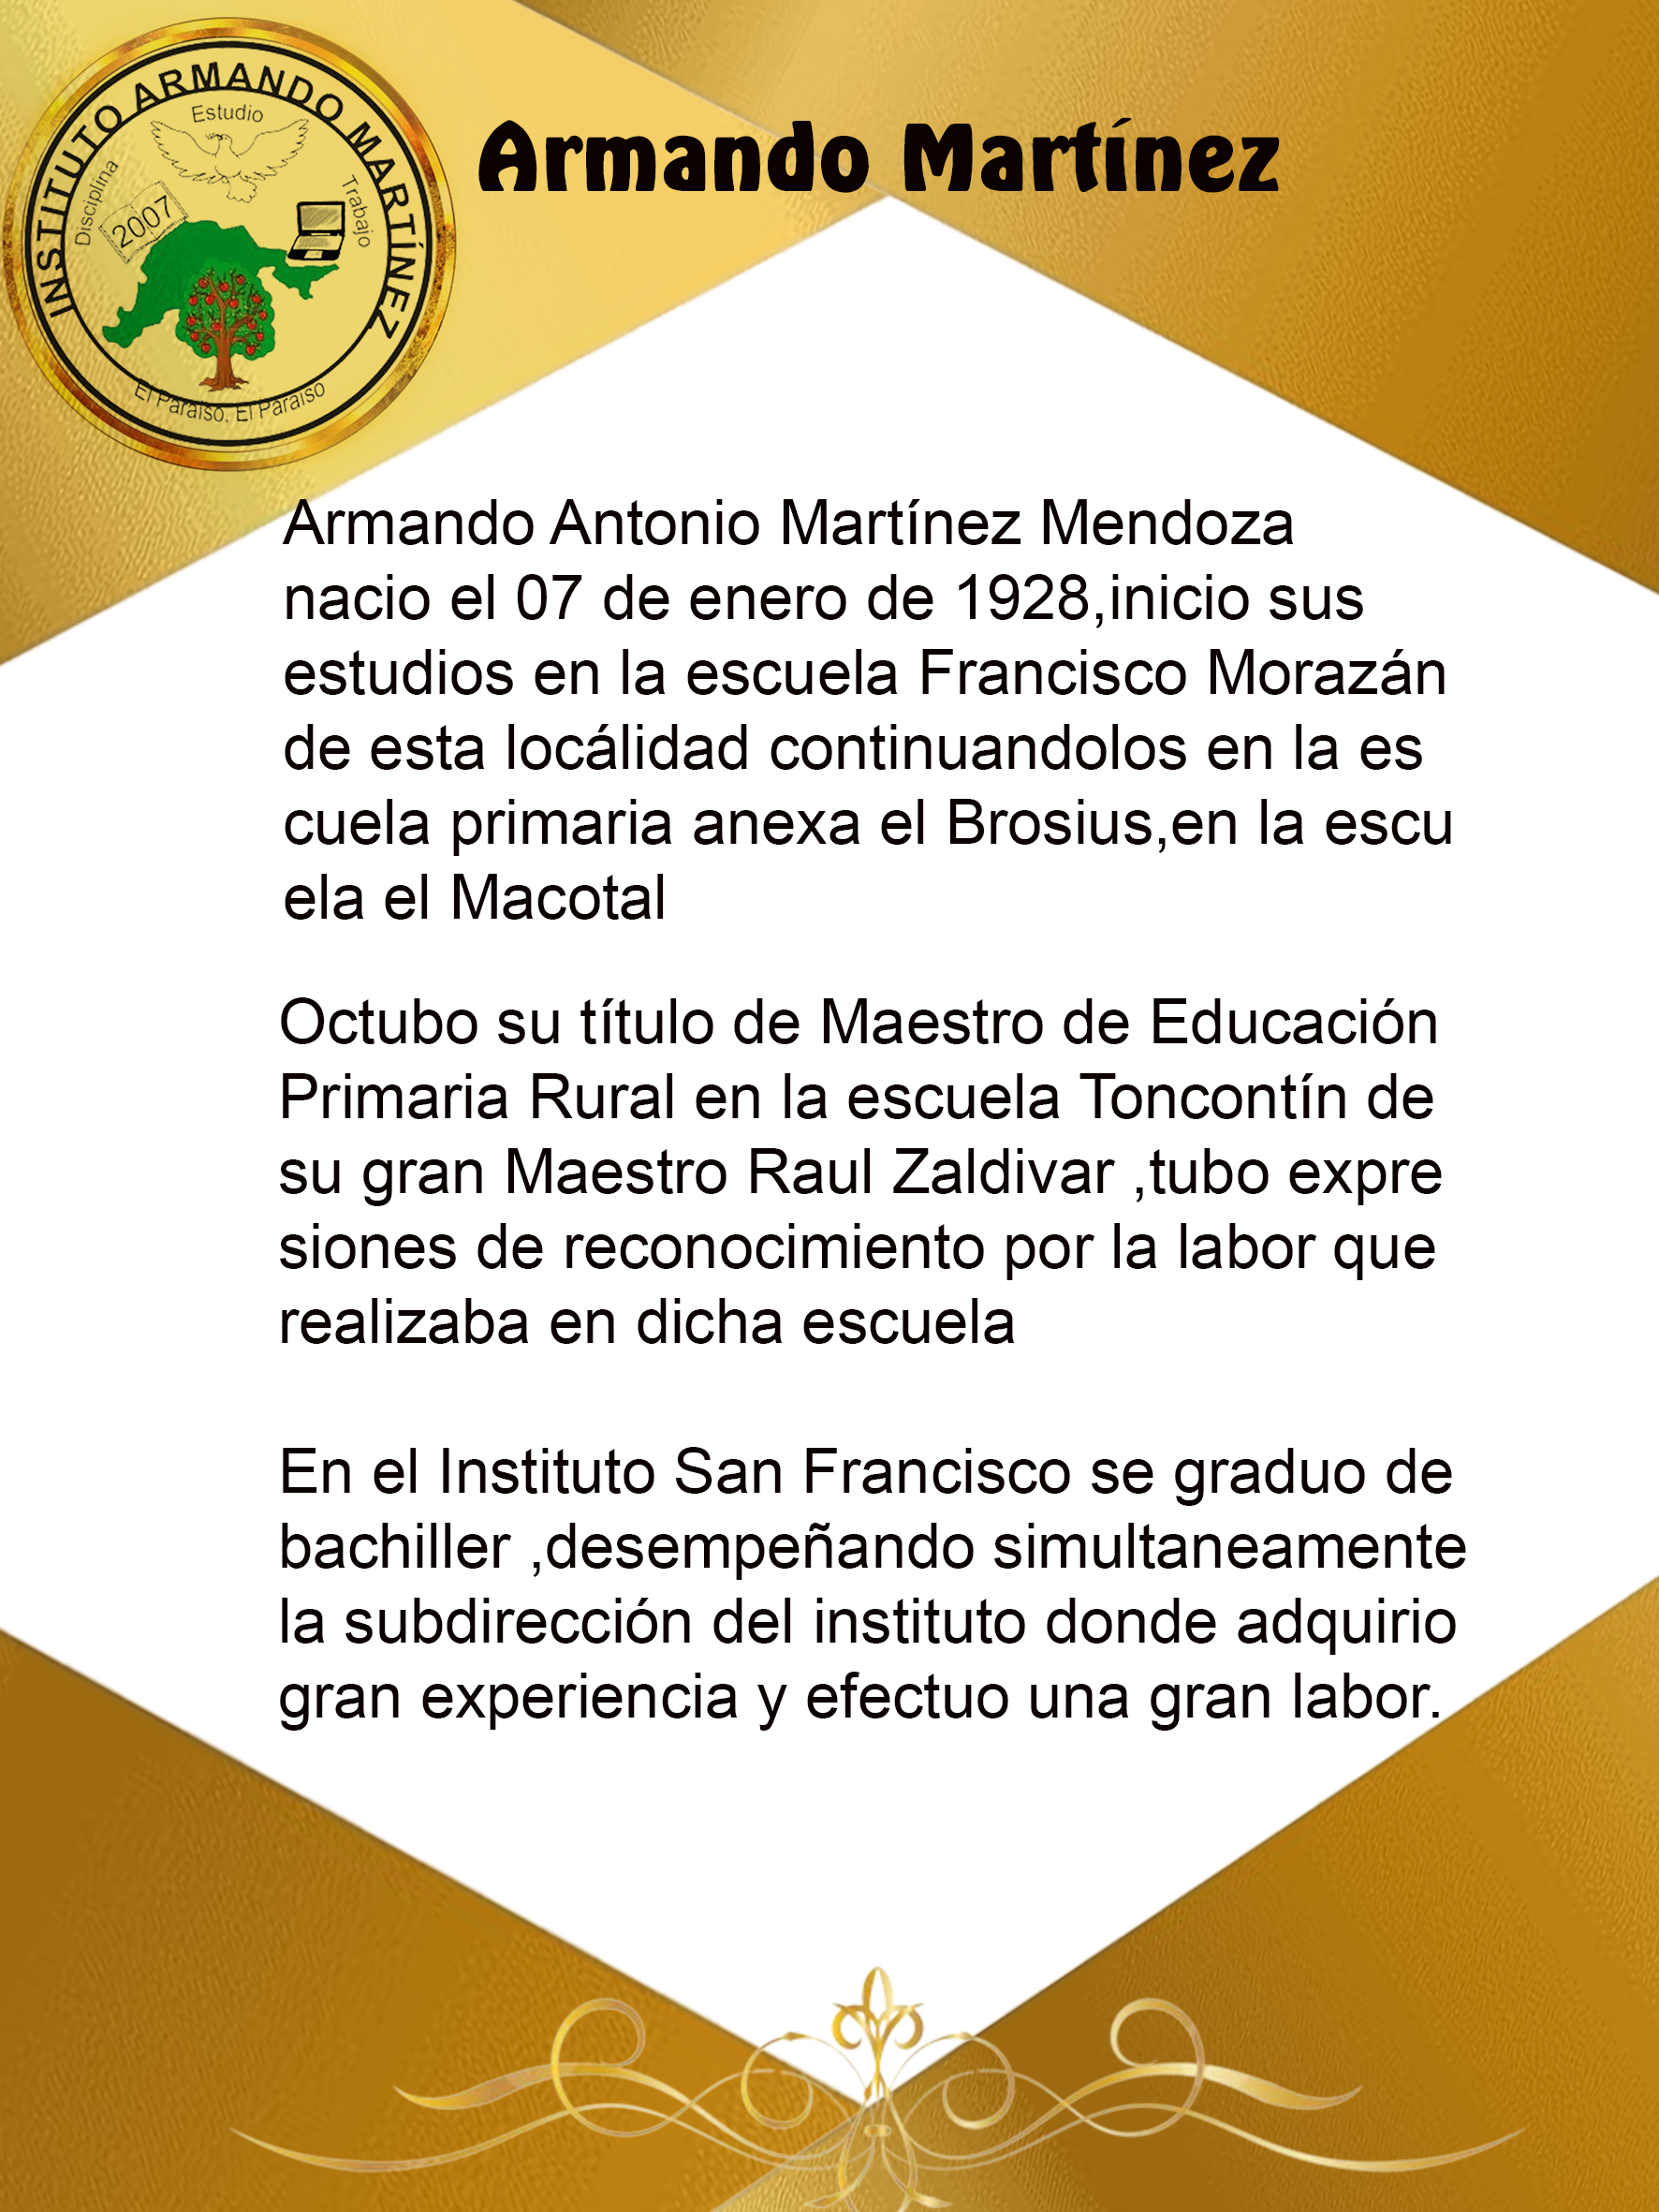 INSTITUTO ARMANDO MARTÍNEZ
Estudio
Disciplina
Trabajo
2007
El Paraíso, El Paraíso
Armando Martínez
Armando Antonio Martínez Mendoza
nacio el 07 de enero de 1928,inicio sus
estudios en la escuela Francisco Morazán
de esta locálidad continuandolos en la es
cuela primaria anexa el Brosius,en la escu
ela el Macotal
Octubo su título de Maestro de Educación
Primaria Rural en la escuela Toncontín de
su gran Maestro Raul Zaldivar ,tubo expre
siones de reconocimiento por la labor que
realizaba en dicha escuela
En el Instituto San Francisco se graduo de
bachiller ,desempeñando simultaneamente
la subdirección del instituto donde adquirio
gran experiencia y efectuo una gran labor.